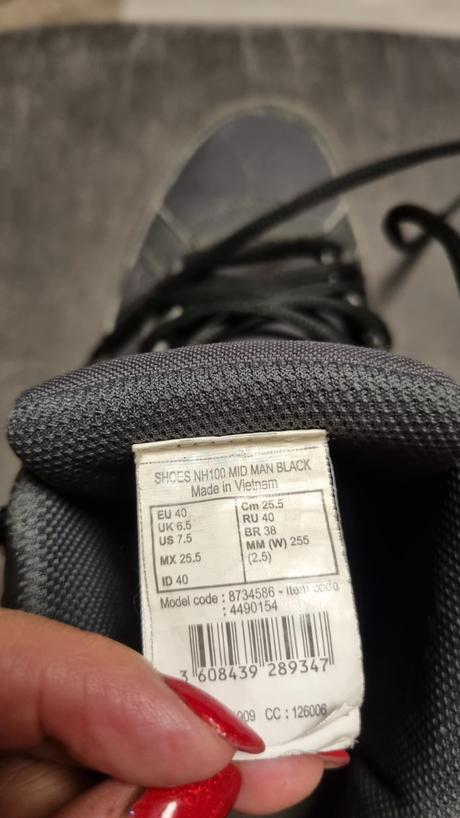 SHOES NH100 MID MAN BLACK
Made in Vietnam
EU 40
UK 6.5
US 7.5
MX 25.5
ID 40
Cm 25.5
RU 40
BR 38
MM (W) 255
(2.5)
Model code : 8734586 - Item code
: 4490154
3 608439 289347
009 CC : 126006